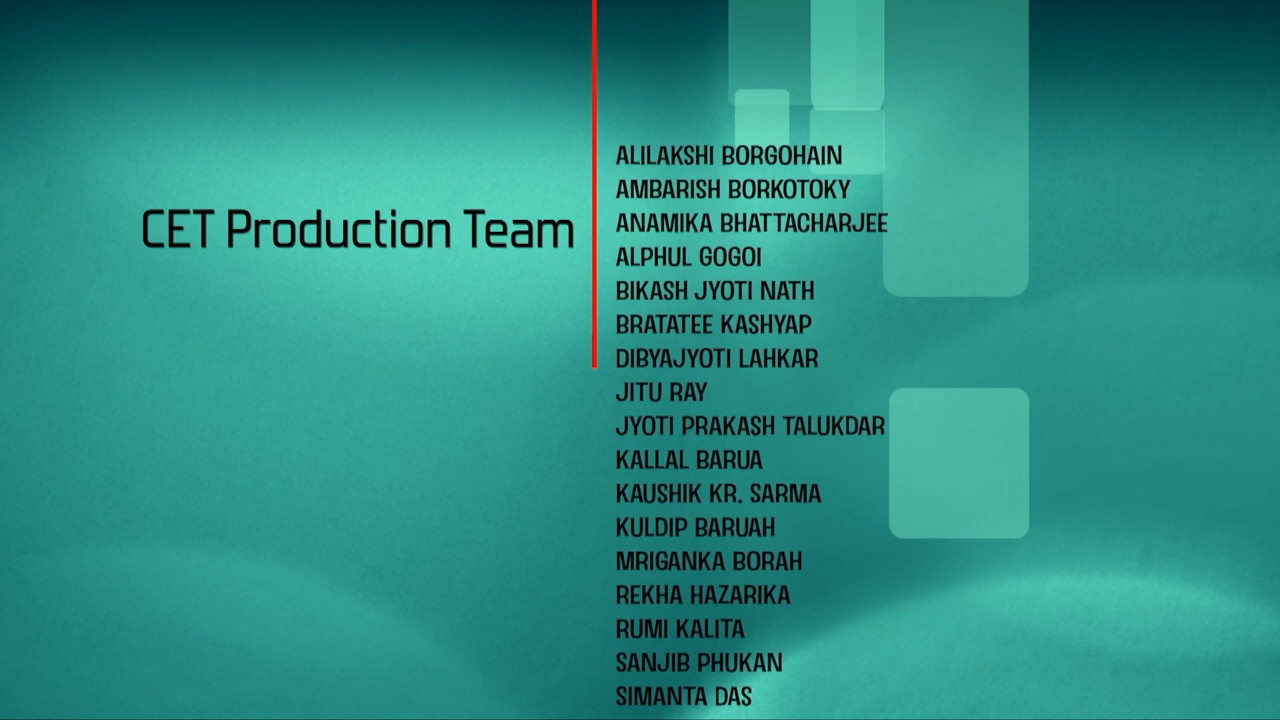 CET Production Team
ALILAKSHI BORGOHAIN
AMBARISH BORKOTOKY
ANAMIKA BHATTACHARJEE
ALPHUL GOGOI
BIKASH JYOTI NATH
BRATATEE KASHYAP
DIBYAJYOTI LAHKAR
JITU RAY
JYOTI PRAKASH TALUKDAR
KALLAL BARUA
KAUSHIK KR. SARMA
KULDIP BARUAH
MRIGANKA BORAH
REKHA HAZARIKA
RUMI KALITA
SANJIB PHUKAN
SIMANTA DAS